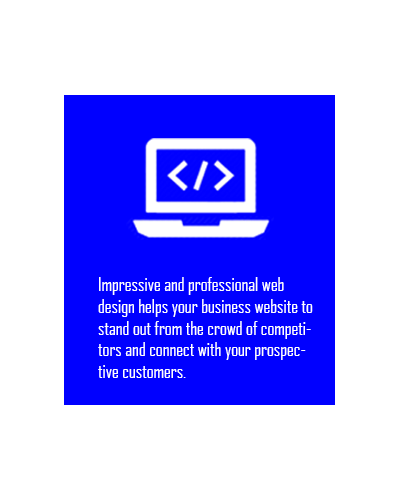 </>
Impressive and professional web
design helps your business website to
stand out from the crowd of competi-
tors and connect with your prospec-
tive customers.